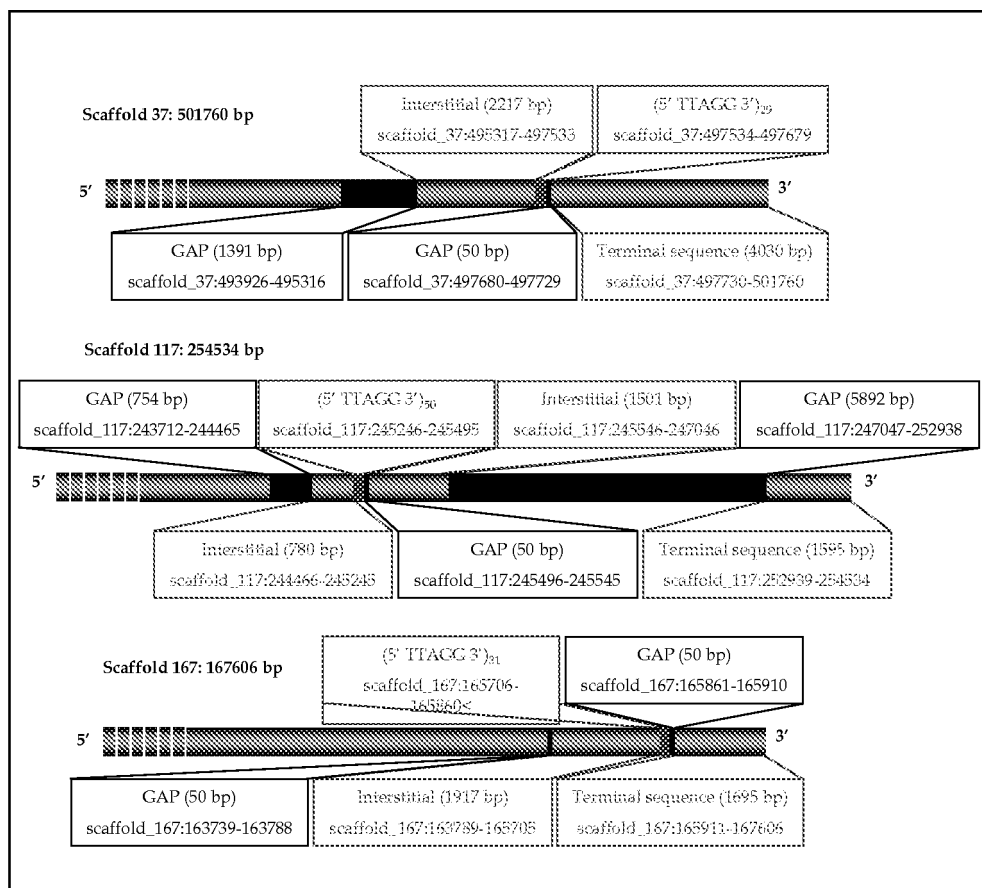 Scaffold 37: 501760 bp
Interstitial (2217 bp)
scaffold_37:495317-497533
(5' TTAGG 3')29
scaffold_37:497534-497679
5'
3'
GAP (1391 bp)
scaffold_37:493926-495316
GAP (50 bp)
scaffold_37:497680-497729
Terminal sequence (4030 bp)
scaffold_37:497730-501760
Scaffold 117: 254534 bp
GAP (754 bp)
scaffold_117:243712-244465
(5' TTAGG 3')50
scaffold_117:245246-245495
Interstitial (1501 bp)
scaffold_117:245546-247046
GAP (5892 bp)
scaffold_117:247047-252938
5'
3'
Interstitial (780 bp)
scaffold_117:244466-245245
GAP (50 bp)
scaffold_117:245496-245545
Terminal sequence (1595 bp)
scaffold_117:252939-254534
Scaffold 167: 167606 bp
(5' TTAGG 3')31
scaffold_167:165706-
165860<
GAP (50 bp)
scaffold_167:165861-165910
5'
3'
GAP (50 bp)
scaffold_167:163739-163788
Interstitial (1917 bp)
scaffold_167:163789-165705
Terminal sequence (1695 bp)
scaffold_167:165911-167606